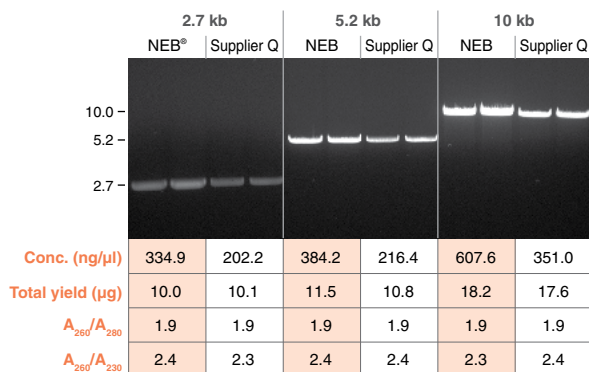 2.7 kb 5.2 kb 10 kb
NEB® Supplier Q NEB Supplier Q NEB Supplier Q
10.0
5.2
2.7
Conc. (ng/µl) 334.9 202.2 384.2 216.4 607.6 351.0
Total yield (µg) 10.0 10.1 11.5 10.8 18.2 17.6
A260/A280 1.9 1.9 1.9 1.9 1.9 1.9
A260/A230 2.4 2.3 2.4 2.4 2.3 2.4